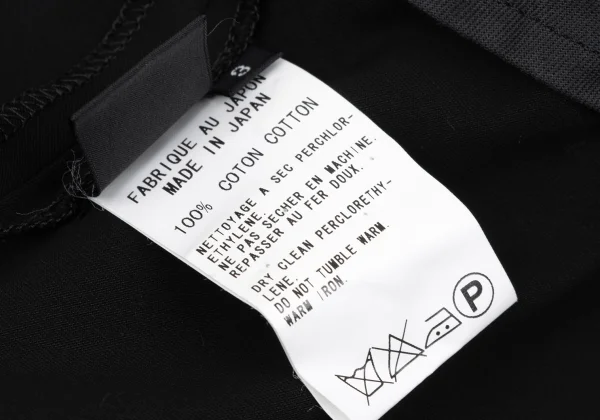 3
FABRIQUE AU JAPON
MADE IN JAPAN
100% COTON COTTON
NETTOYAGE A SEC PERCHLOR-
ETHYLENE.
NE PAS SECHER EN MACHINE.
REPASSER AU FER DOUX.
DRY CLEAN PERCLORETHY-
LENE.
DO NOT TUMBLE WARM.
WARM IRON.
P